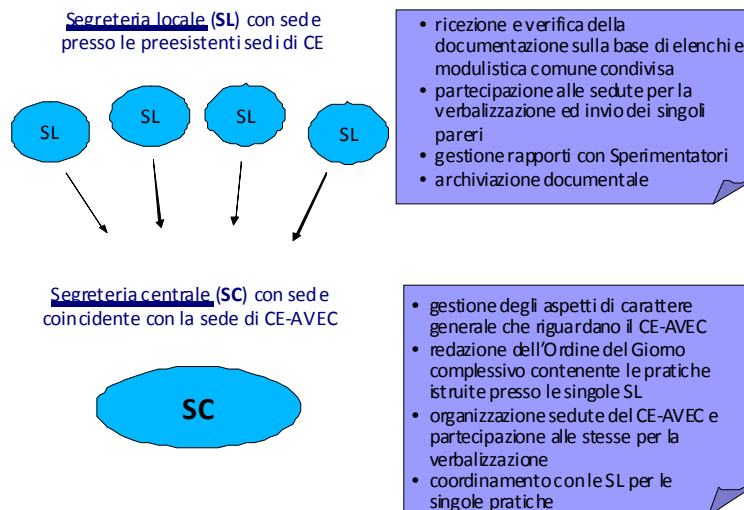 Segreteria locale (SL) con sede
presso le preesistenti sedi di CE
SL
SL
SL
SL
• ricezione e verifica della
documentazione sulla base di elenchi e
modulistica comune condivisa
• partecipazione alle sedute per la
verbalizzazione ed invio dei singoli
pareri
• gestione rapporti con Sperimentatori
• archiviazione documentale
Segreteria centrale (SC) con sede
coincidente con la sede di CE-AVEC
SC
• gestione degli aspetti di carattere
generale che riguardano il CE-AVEC
• redazione dell'Ordine del Giorno
complessivo contenente le pratiche
istruite presso le singole SL
• organizzazione sedute del CE-AVEC e
partecipazione alle stesse per la
verbalizzazione
• coordinamento con le SL per le
singole pratiche